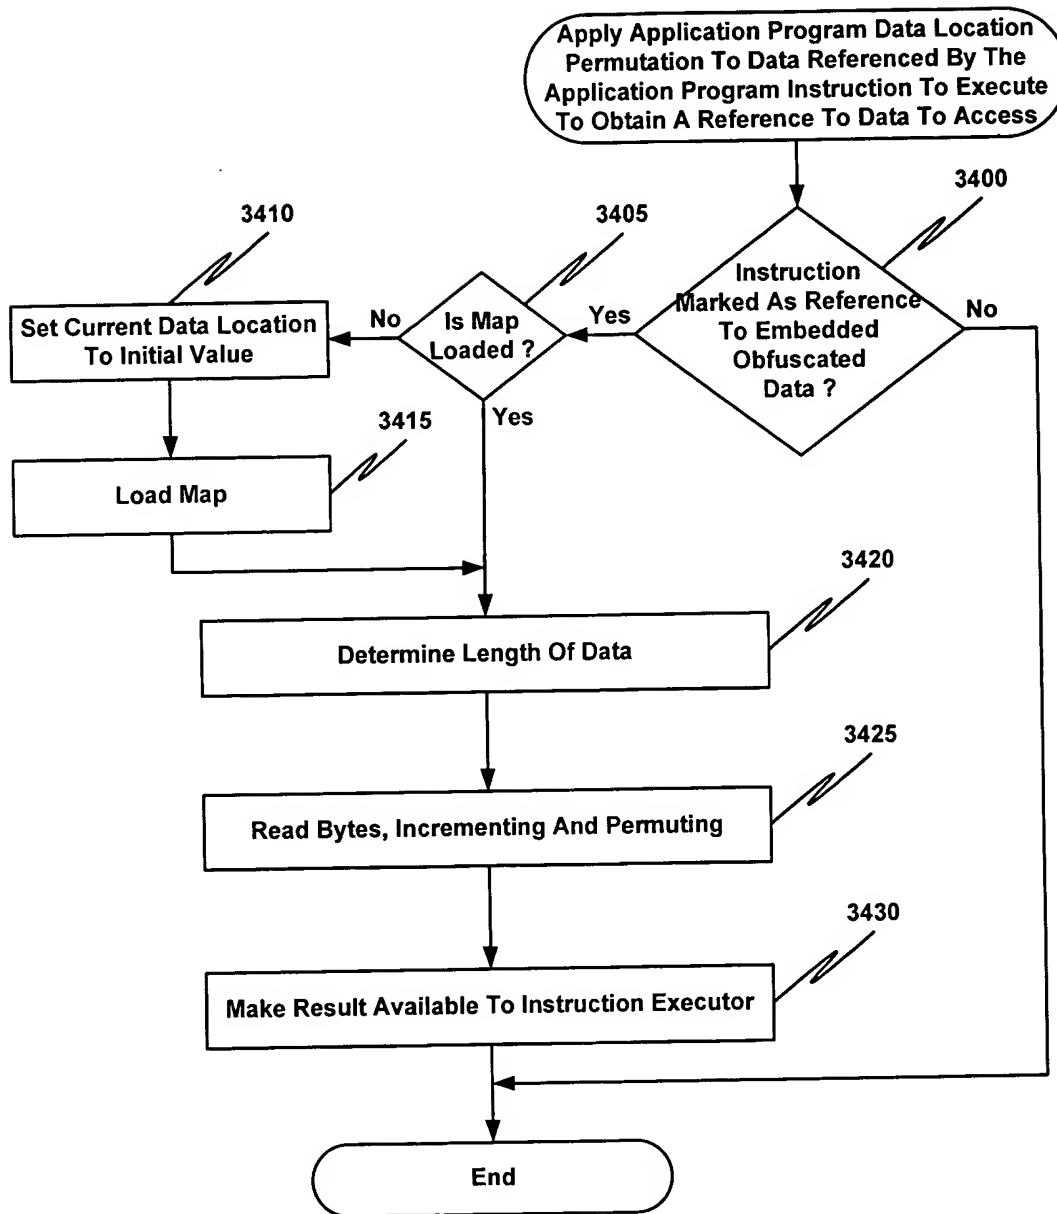 Apply Application Program Data Location
Permutation To Data Referenced By The
Application Program Instruction To Execute
To Obtain A Reference To Data To Access
3400
3410
3405
Instruction
Marked As Reference
To Embedded
Obfuscated
Data ?
No
Yes
Is Map
Loaded ?
No
Set Current Data Location
To Initial Value
Yes
3415
Load Map
3420
Determine Length Of Data
3425
Read Bytes, Incrementing And Permuting
3430
Make Result Available To Instruction Executor
End